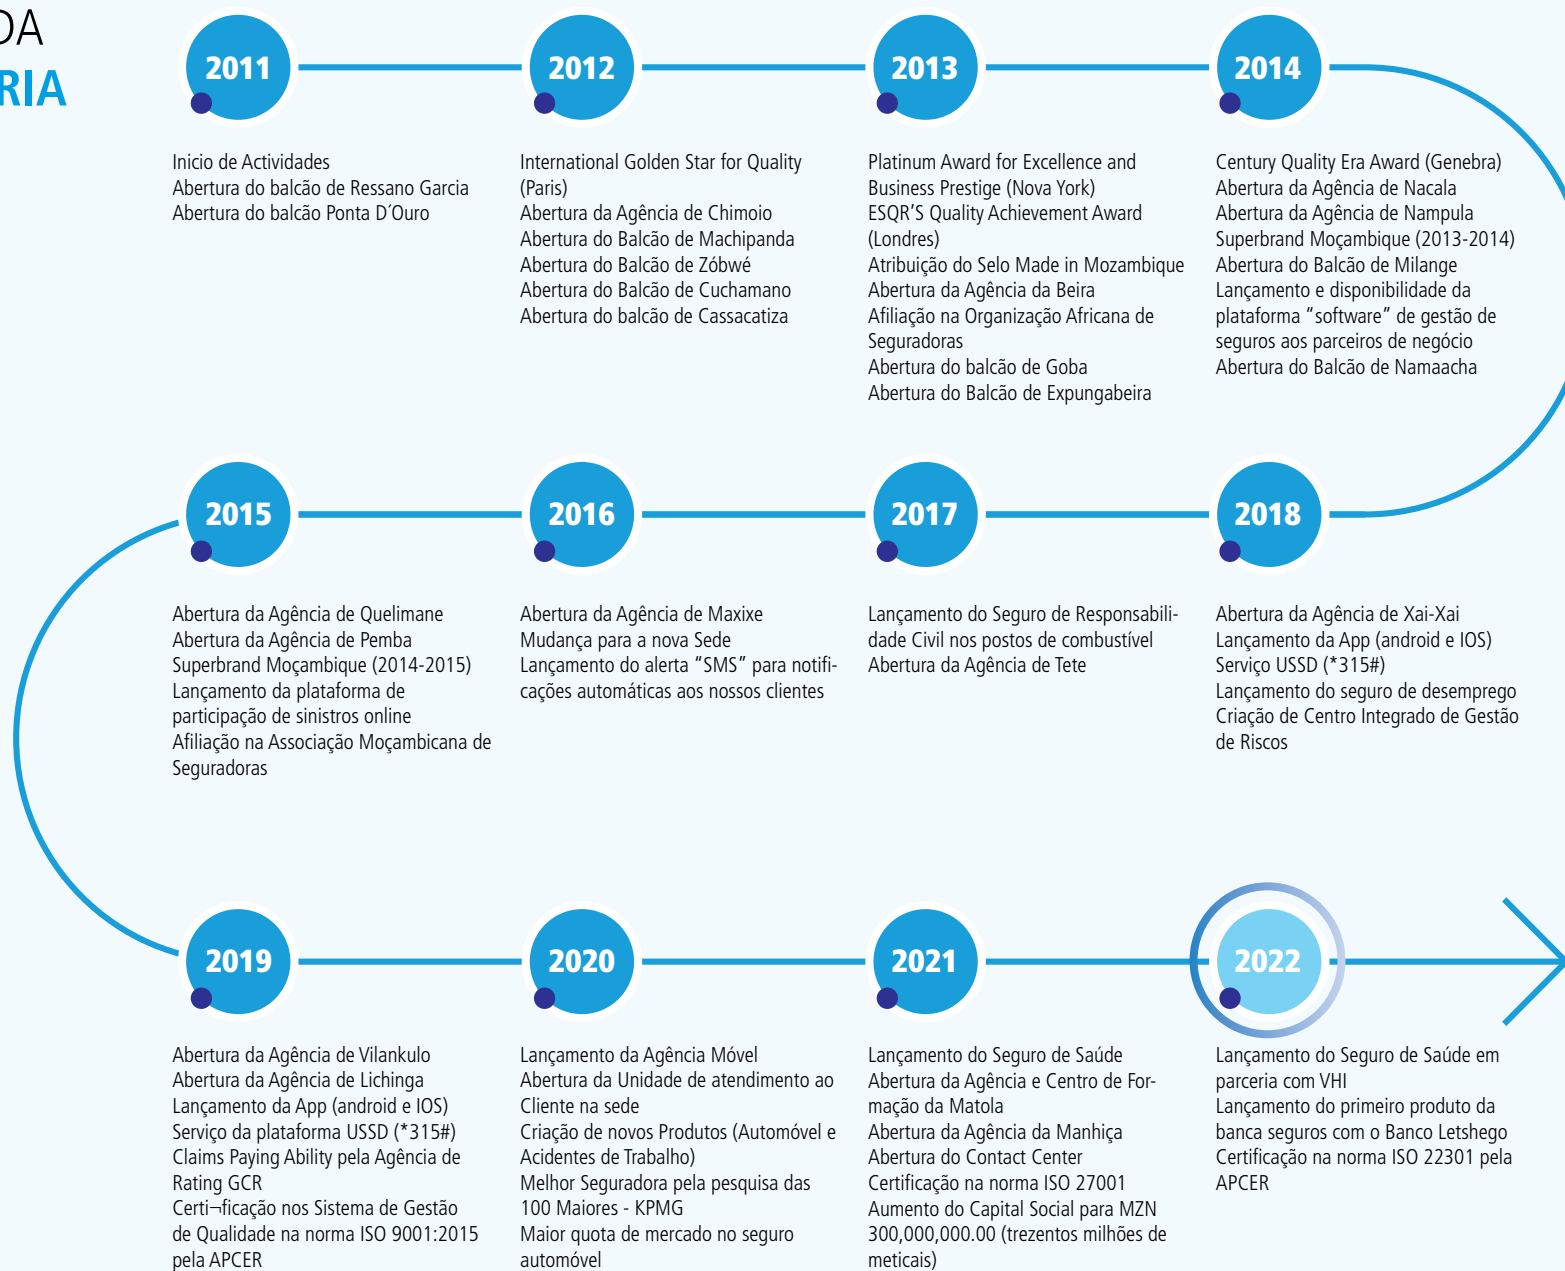 DA
RIA
2011
Inicio de Actividades
Abertura do balcão de Ressano Garcia
Abertura do balcão Ponta D´Ouro
2012
International Golden Star for Quality
(Paris)
Abertura da Agência de Chimoio
Abertura do Balcão de Machipanda
Abertura do Balcão de Zóbwé
Abertura do Balcão de Cuchamano
Abertura do balcão de Cassacatiza
2013
Platinum Award for Excellence and
Business Prestige (Nova York)
ESQR’S Quality Achievement Award
(Londres)
Atribuição do Selo Made in Mozambique
Abertura da Agência da Beira
Afiliação na Organização Africana de
Seguradoras
Abertura do balcão de Goba
Abertura do Balcão de Expungabeira
2014
Century Quality Era Award (Genebra)
Abertura da Agência de Nacala
Abertura da Agência de Nampula
Superbrand Moçambique (2013-2014)
Abertura do Balcão de Milange
Lançamento e disponibilidade da
plataforma “software” de gestão de
seguros aos parceiros de negócio
Abertura do Balcão de Namaacha
2015
Abertura da Agência de Quelimane
Abertura da Agência de Pemba
Superbrand Moçambique (2014-2015)
Lançamento da plataforma de
participação de sinistros online
Afiliação na Associação Moçambicana de
Seguradoras
2016
Abertura da Agência de Maxixe
Mudança para a nova Sede
Lançamento do alerta “SMS” para notifi-
cações automáticas aos nossos clientes
2017
Lançamento do Seguro de Responsabili-
dade Civil nos postos de combustível
Abertura da Agência de Tete
2018
Abertura da Agência de Xai-Xai
Lançamento da App (android e IOS)
Serviço USSD (*315#)
Lançamento do seguro de desemprego
Criação de Centro Integrado de Gestão
de Riscos
2019
Abertura da Agência de Vilankulo
Abertura da Agência de Lichinga
Lançamento da App (android e IOS)
Serviço da plataforma USSD (*315#)
Claims Paying Ability pela Agência de
Rating GCR
Certi¬ficação nos Sistema de Gestão
de Qualidade na norma ISO 9001:2015
pela APCER
2020
Lançamento da Agência Móvel
Abertura da Unidade de atendimento ao
Cliente na sede
Criação de novos Produtos (Automóvel e
Acidentes de Trabalho)
Melhor Seguradora pela pesquisa das
100 Maiores - KPMG
Maior quota de mercado no seguro
automóvel
2021
Lançamento do Seguro de Saúde
Abertura da Agência e Centro de For-
mação da Matola
Abertura da Agência da Manhiça
Abertura do Contact Center
Certificação na norma ISO 27001
Aumento do Capital Social para MZN
300,000,000.00 (trezentos milhões de
meticais)
2022
Lançamento do Seguro de Saúde em
parceria com VHI
Lançamento do primeiro produto da
banca seguros com o Banco Letshego
Certificação na norma ISO 22301 pela
APCER